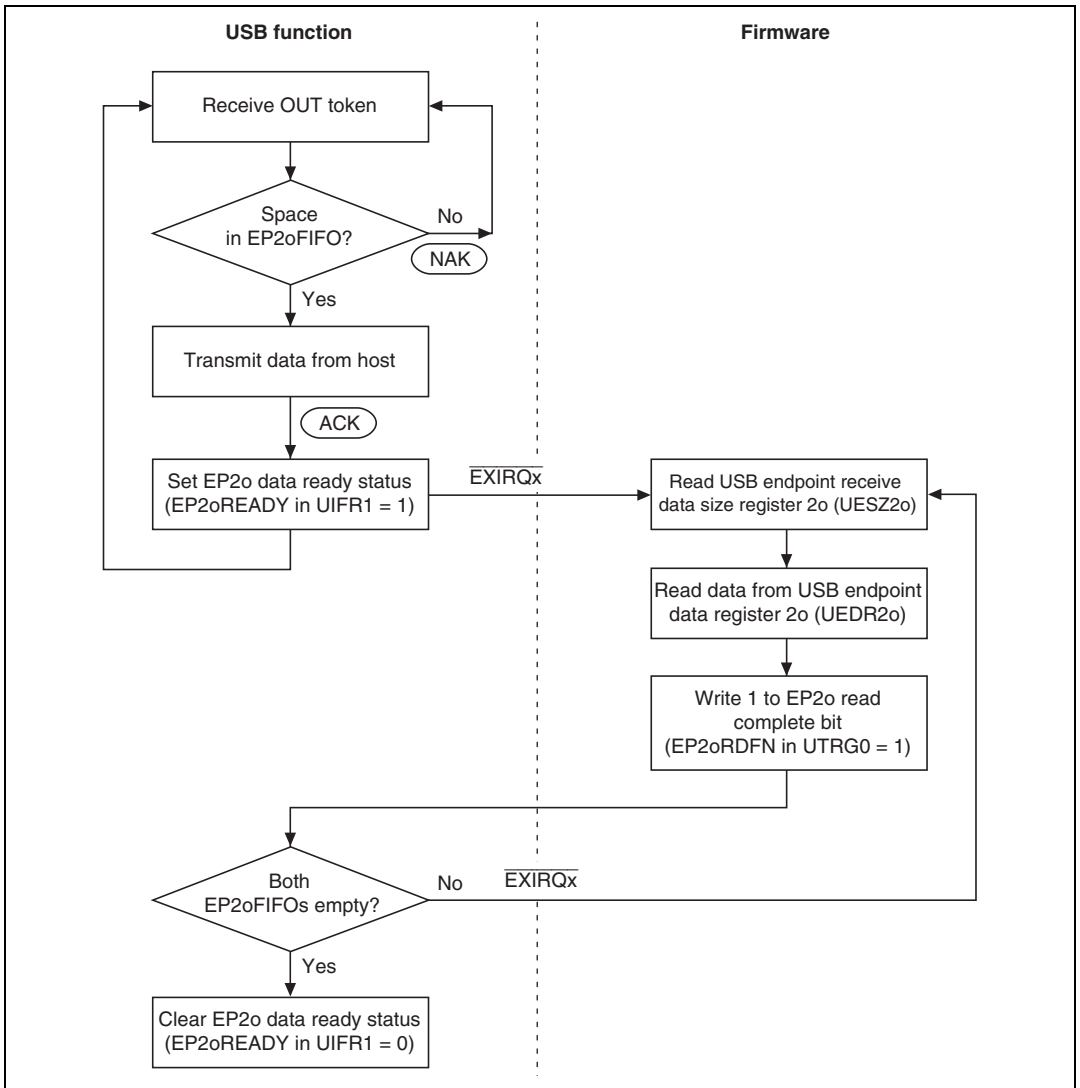 USB function
Firmware
Receive OUT token
Space
in EP2oFIFO?
No
NAK
Yes
Transmit data from host
ACK
Set EP2o data ready status
(EP2oREADY in UIFR1 = 1)
EXIRQx
Read USB endpoint receive
data size register 2o (UESZ2o)
Read data from USB endpoint
data register 2o (UEDR2o)
Write 1 to EP2o read
complete bit
(EP2oRDFN in UTRG0 = 1)
Both
EP2oFIFOs empty?
No
EXIRQx
Yes
Clear EP2o data ready status
(EP2oREADY in UIFR1 = 0)